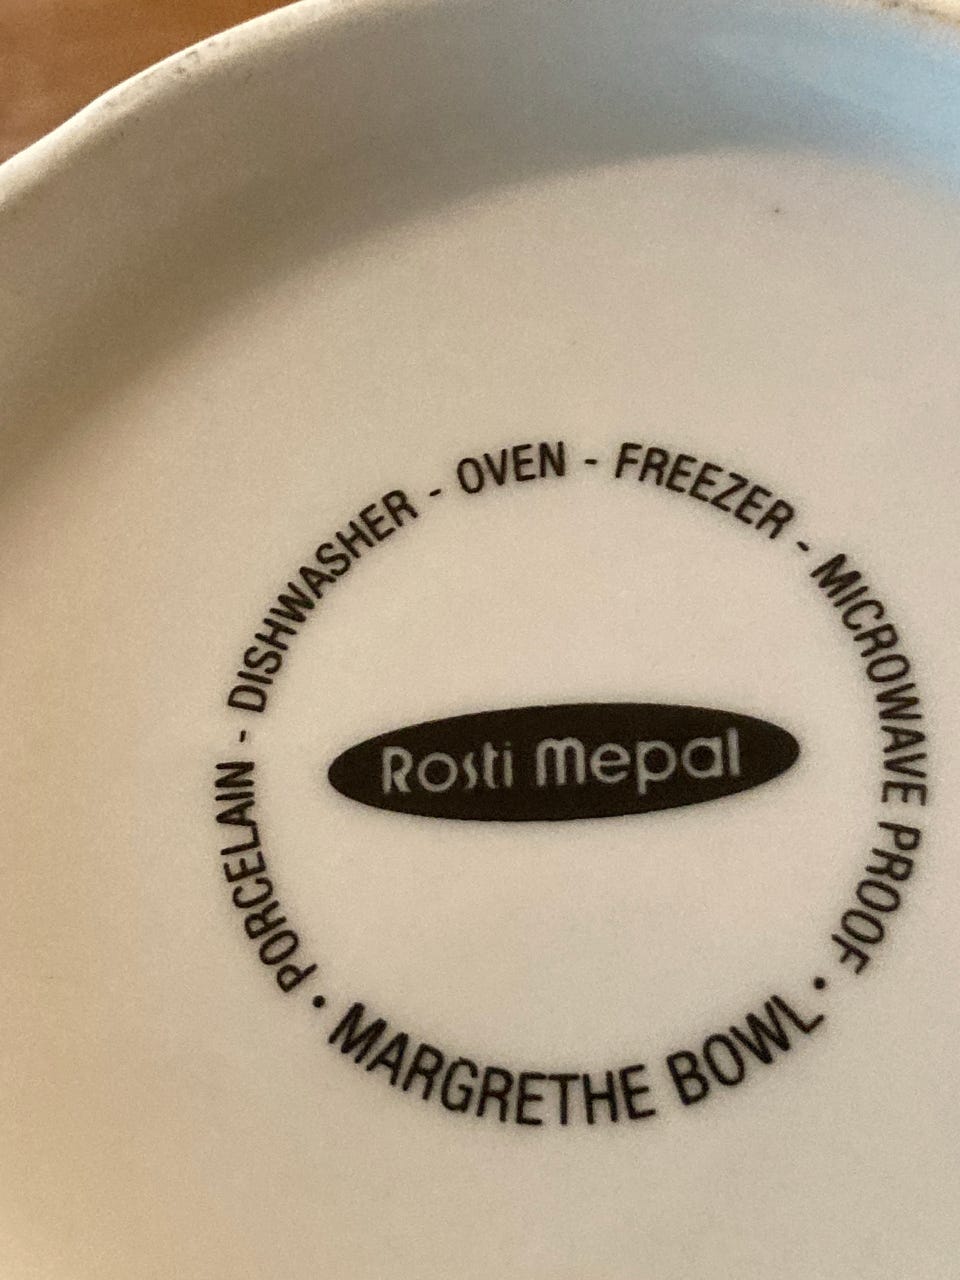 PORCELAIN - DISHWASHER - OVEN - FREEZER - MICROWAVE PROOF
Rosti Mepal
• MARGRETHE BOWL •